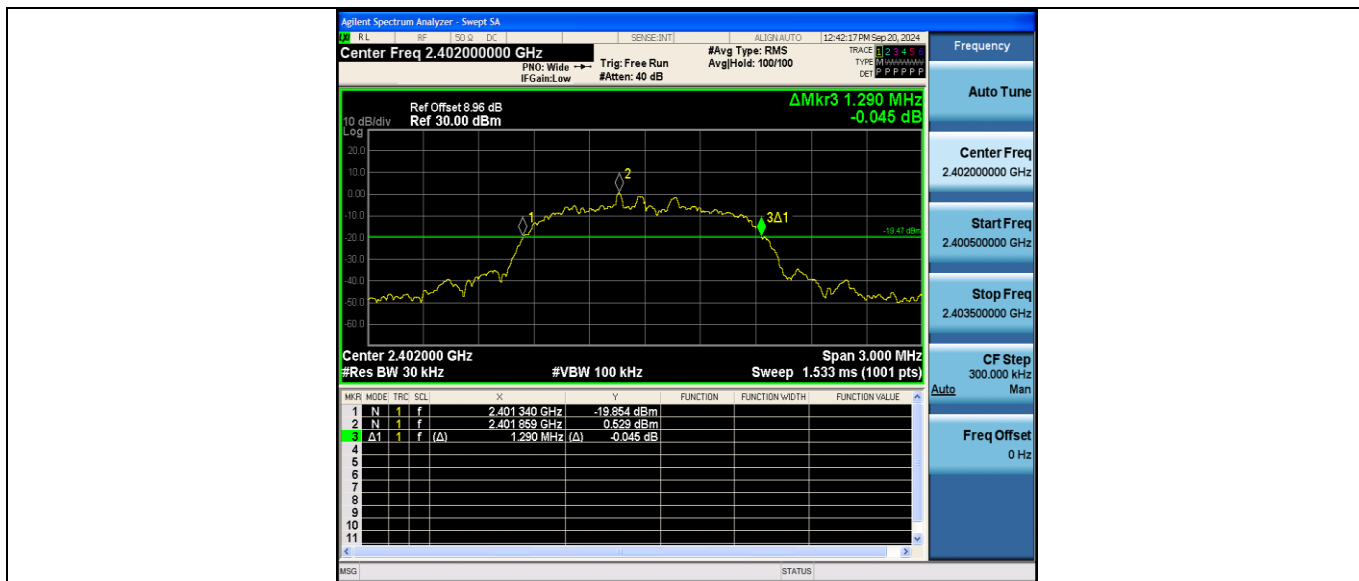 Agilent Spectrum Analyzer - Swept SA
RL RF 50 Ω DC SENSE:INT ALIGN AUTO 12:42:17 PM Sep 20, 2024
Center Freq 2.402000000 GHz
PNO: Wide
IFGain:Low
Trig: Free Run
#Atten: 40 dB
#Avg Type: RMS
Avg|Hold: 100/100
TRACE 1 2 3 4 5 6
TYPE M
DET P P P P P P
Frequency
Ref Offset 8.96 dB
10 dB/div Ref 30.00 dBm
Log
ΔMkr3 1.290 MHz
-0.045 dB
20.0
10.0
0.00
-10.0
-20.0
-30.0
-40.0
-50.0
-60.0
1
2
3Δ1
-19.47 dBm
Center 2.402000 GHz Span 3.000 MHz
#Res BW 30 kHz #VBW 100 kHz Sweep 1.533 ms (1001 pts)
MKR MODE TRC SCL X Y FUNCTION FUNCTION WIDTH FUNCTION VALUE
1 N 1 f 2.401 340 GHz -19.854 dBm
2 N 1 f 2.401 859 GHz 0.529 dBm
3 Δ1 1 f (Δ) 1.290 MHz (Δ) -0.045 dB
4
5
6
7
8
9
10
11
MSG STATUS
Auto Tune
Center Freq
2.402000000 GHz
Start Freq
2.400500000 GHz
Stop Freq
2.403500000 GHz
CF Step
300.000 kHz
Auto Man
Freq Offset
0 Hz